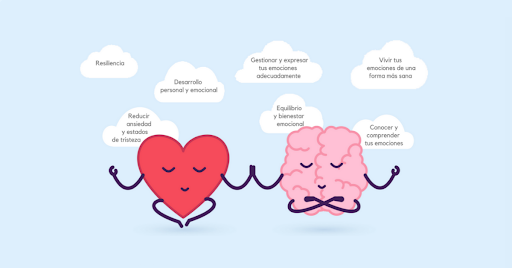 Resiliencia
Desarrollo
personal y emocional
Gestionar y expresar
tus emociones
adecuadamente
Vivir tus
emociones de una
forma más sana
Reducir
ansiedad
y estados
de tristeza
Equilibrio
y bienestar
emocional
Conocer y
comprender
tus emociones